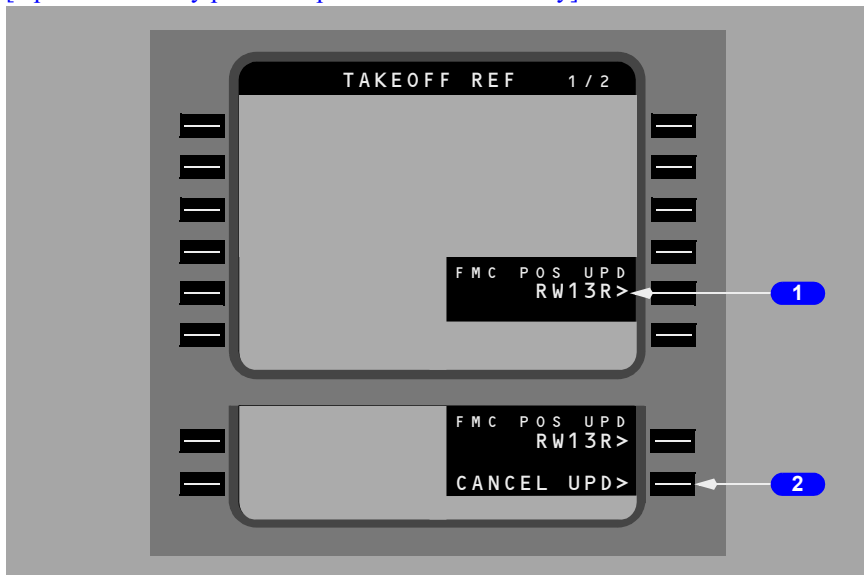 TAKEOFF REF 1/2
FMC POS UPD
RW13R>
1
FMC POS UPD
RW13R>
CANCEL UPD>
2